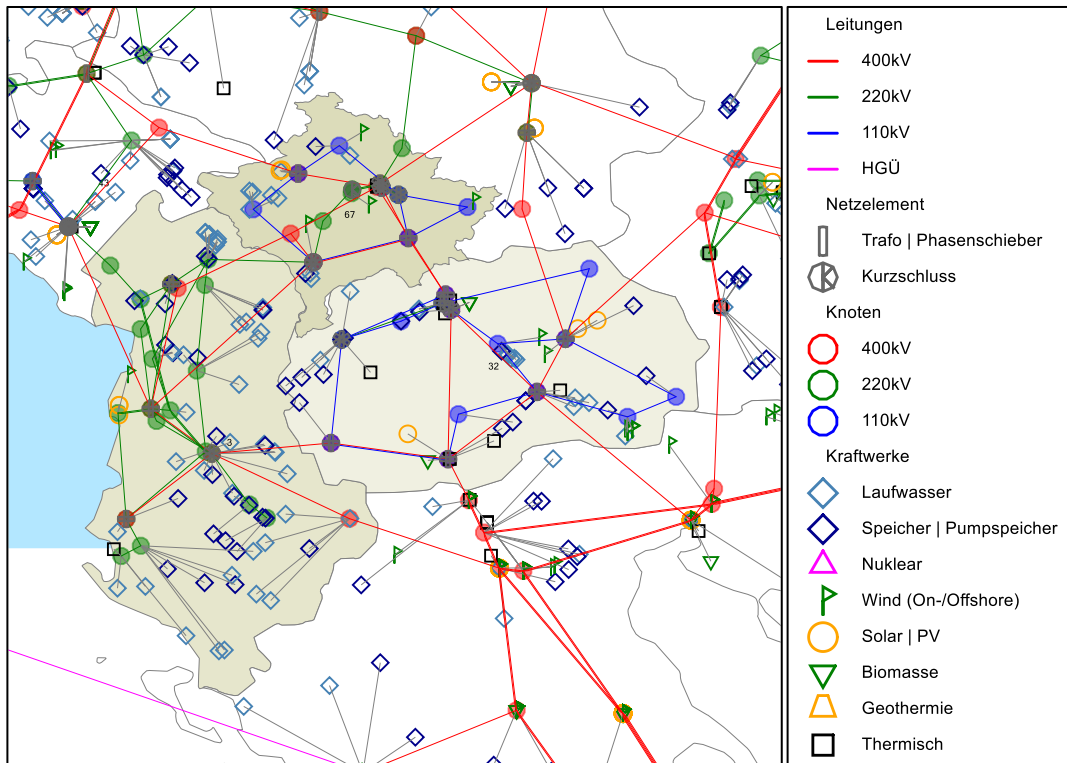 Leitungen
400kV
220kV
110kV
HGÜ
Netzelement
Trafo | Phasenschieber
Kurzschluss
Knoten
400kV
220kV
110kV
Kraftwerke
Laufwasser
Speicher | Pumpspeicher
Nuklear
Wind (On-/Offshore)
Solar | PV
Biomasse
Geothermie
Thermisch
43
67
32
3